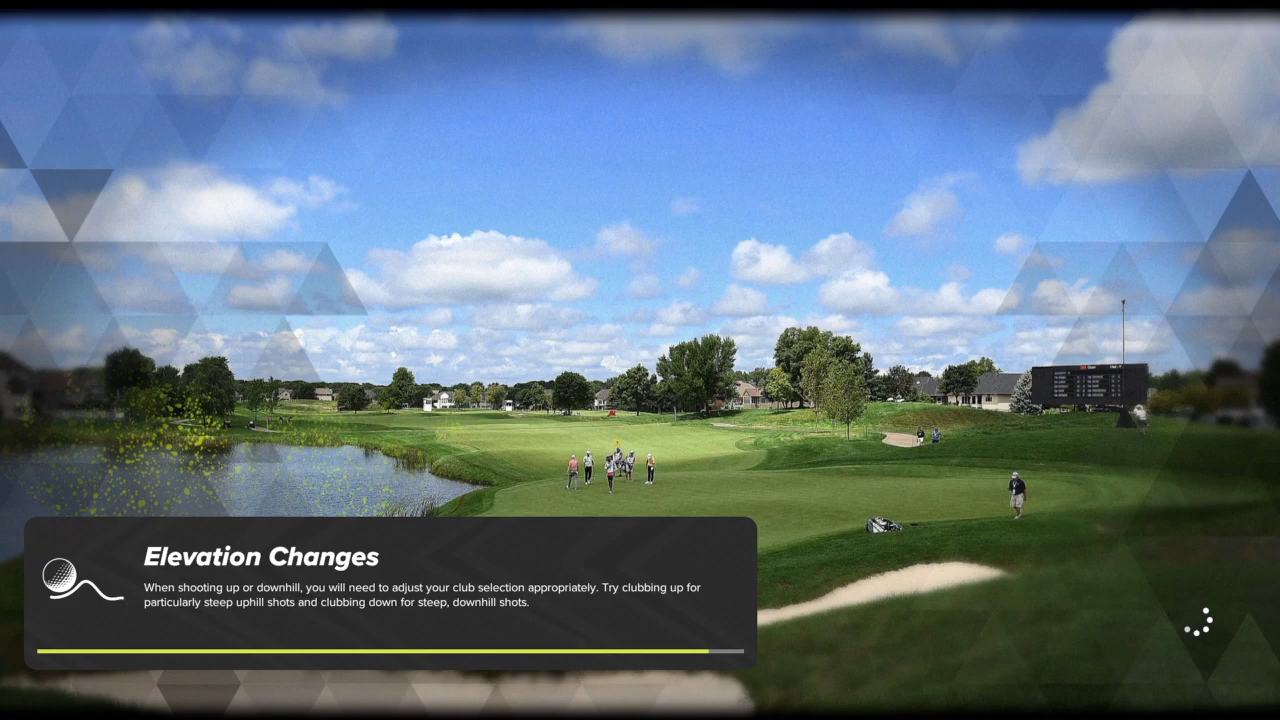 Elevation Changes
When shooting up or downhill, you will need to adjust your club selection appropriately. Try clubbing up for
particularly steep uphill shots and clubbing down for steep, downhill shots.